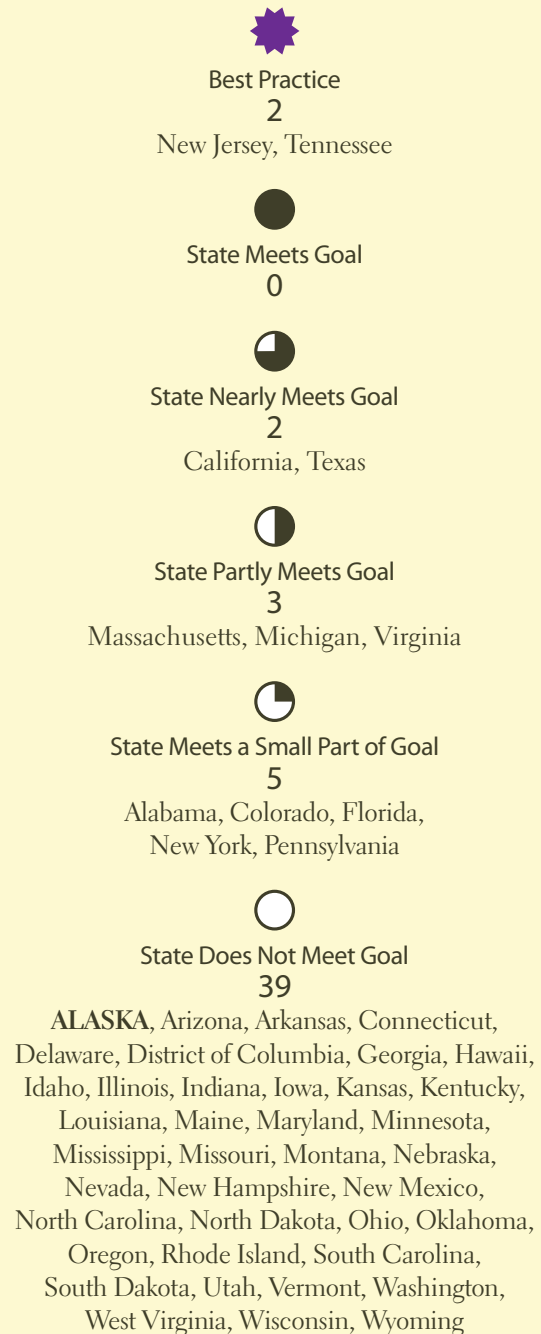 Best Practice
2
New Jersey, Tennessee
State Meets Goal
0
State Nearly Meets Goal
2
California, Texas
State Partly Meets Goal
3
Massachusetts, Michigan, Virginia
State Meets a Small Part of Goal
5
Alabama, Colorado, Florida,
New York, Pennsylvania
State Does Not Meet Goal
39
ALASKA, Arizona, Arkansas, Connecticut,
Delaware, District of Columbia, Georgia, Hawaii,
Idaho, Illinois, Indiana, Iowa, Kansas, Kentucky,
Louisiana, Maine, Maryland, Minnesota,
Mississippi, Missouri, Montana, Nebraska,
Nevada, New Hampshire, New Mexico,
North Carolina, North Dakota, Ohio, Oklahoma,
Oregon, Rhode Island, South Carolina,
South Dakota, Utah, Vermont, Washington,
West Virginia, Wisconsin, Wyoming